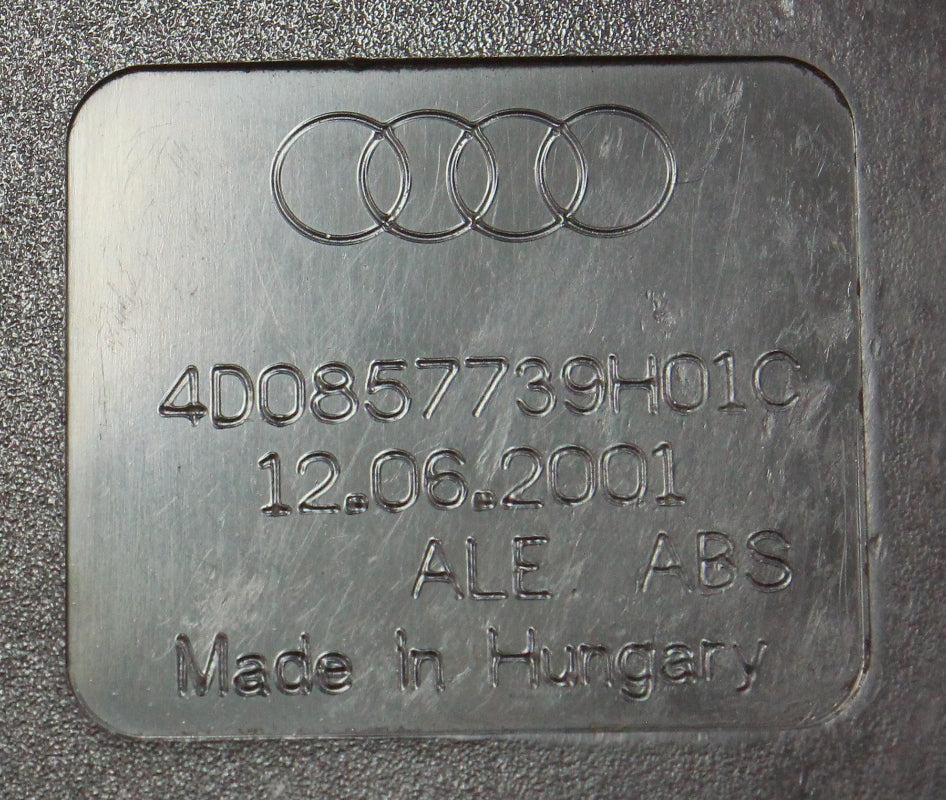 4D0857739H01C
12.06.2001
ALE ABS
Made in Hungary